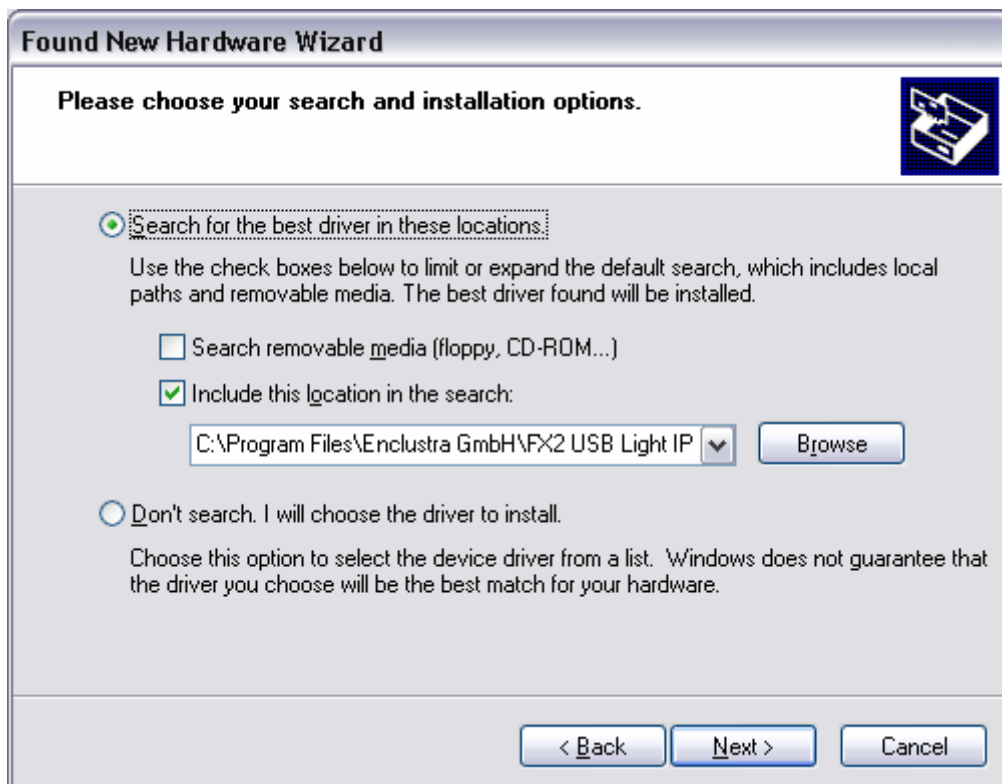 Found New Hardware Wizard
Please choose your search and installation options.
Search for the best driver in these locations.
Use the check boxes below to limit or expand the default search, which includes local
paths and removable media. The best driver found will be installed.
Search removable media (floppy, CD-ROM...)
Include this location in the search:
C:\Program Files\Enclustra GmbH\FX2 USB Light IP
Browse
Don't search. I will choose the driver to install.
Choose this option to select the device driver from a list.  Windows does not guarantee that
the driver you choose will be the best match for your hardware.
< Back
Next >
Cancel